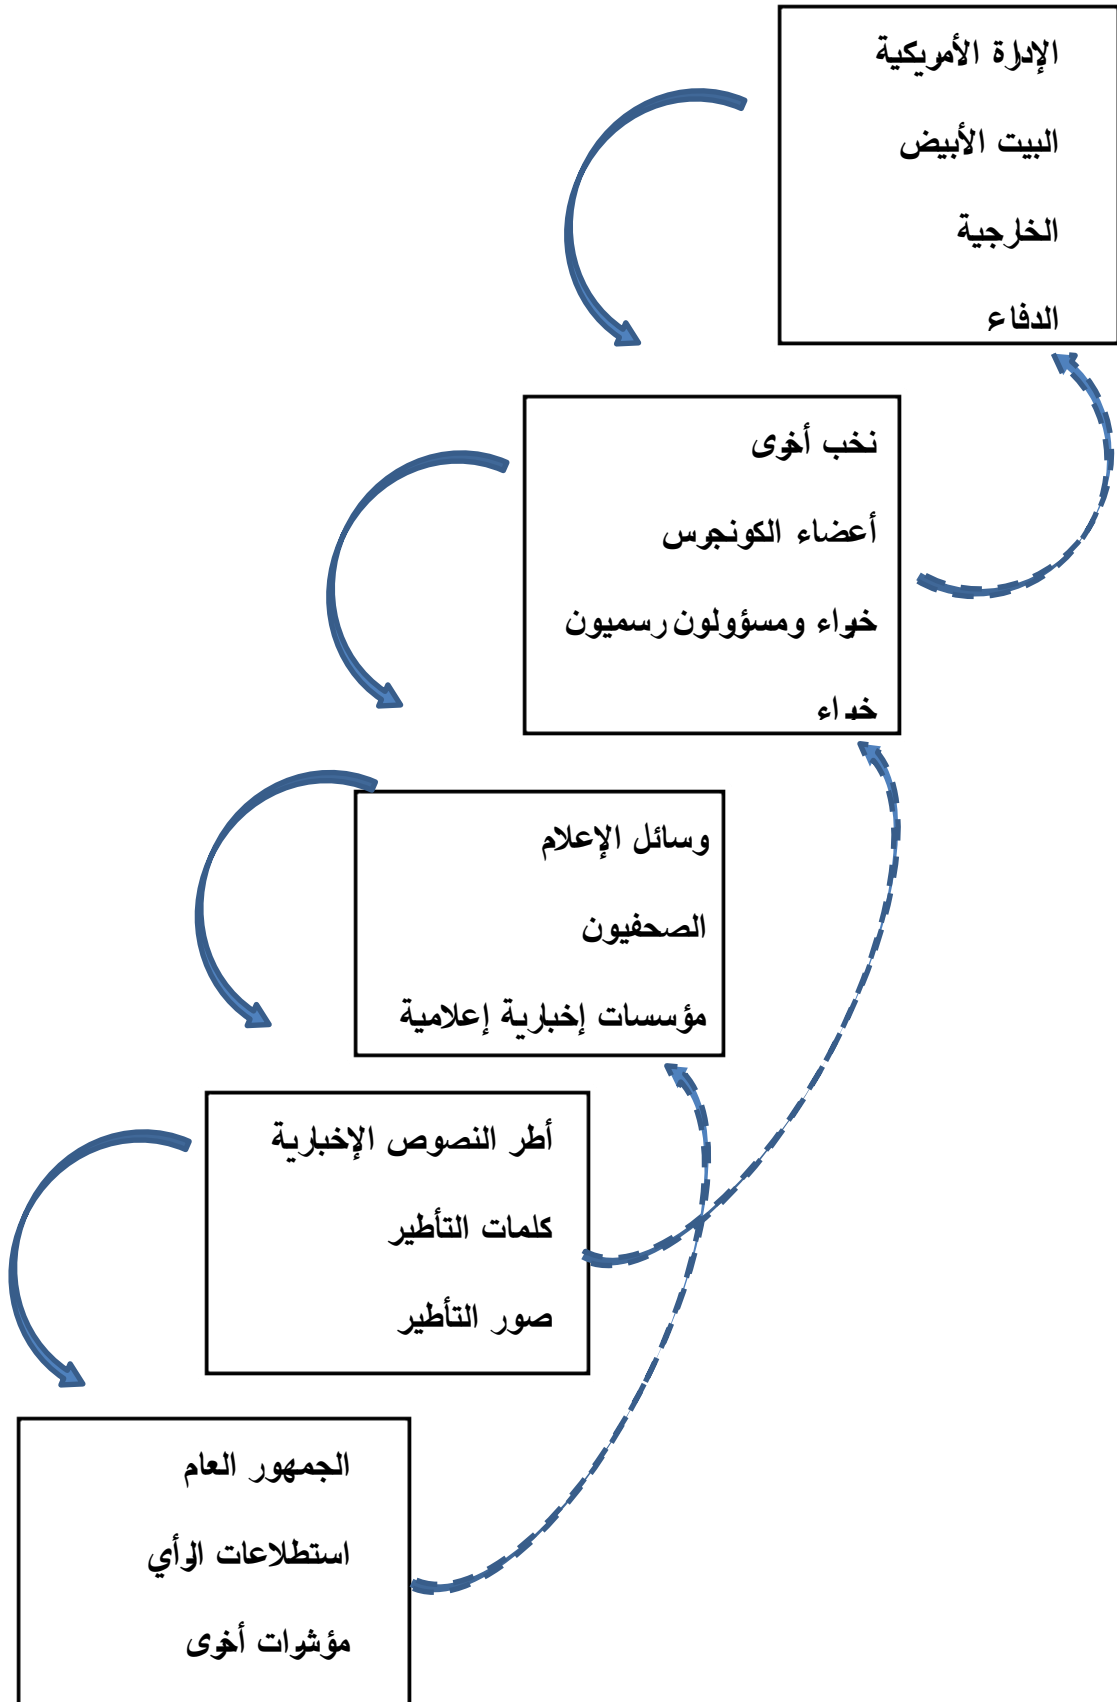 الإدارة الأمريكية
البيت الأبيض
الخارجية
الدفاع
نخب أخرى
أعضاء الكونجرس
خبراء ومسؤولون رسميون
خبراء
وسائل الإعلام
الصحفيون
مؤسسات إخبارية إعلامية
أطر النصوص الإخبارية
كلمات التأطير
صور التأطير
الجمهور العام
استطلاعات الرأي
مؤشرات أخرى